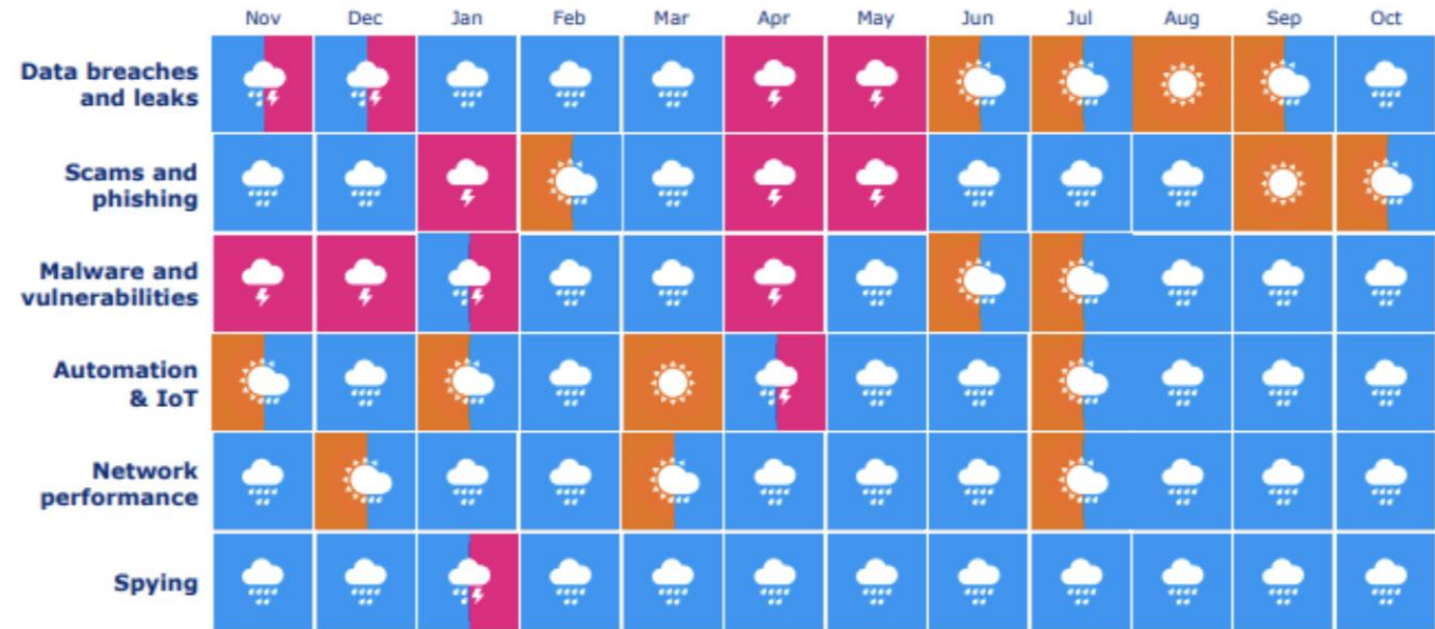 Nov Dec Jan Feb Mar Apr May Jun Jul Aug Sep Oct
Data breaches
and leaks
Scams and
phishing
Malware and
vulnerabilities
Automation
& IoT
Network
performance
Spying